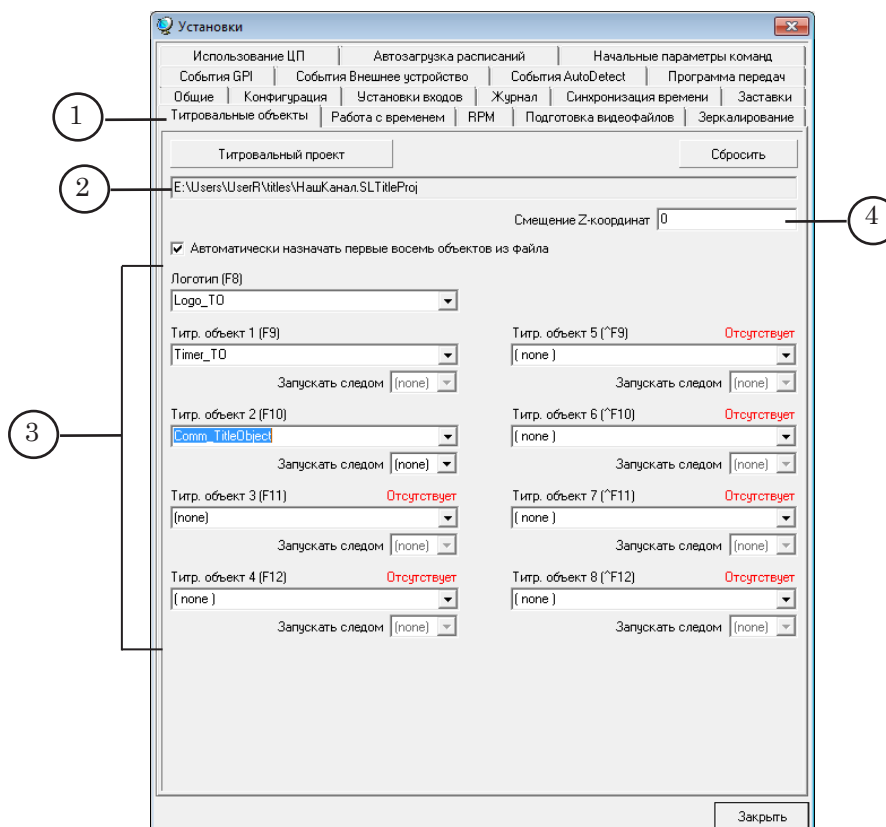 Установки
Использование ЦП Автозагрузка расписаний Начальные параметры команд
События GPI События Внешнее устройство События AutoDetect Программа передач
Общие Конфигурация Установки входов Журнал Синхронизация времени Заставки
1 Титровальные объекты Работа с временем RPM Подготовка видеофайлов Зеркалирование
Титровальный проект Сбросить
2 E:\Users\UserR\titles\НашКанал.SLTitleProj
Смещение Z-координат 0 4
Автоматически назначать первые восемь объектов из файла
Логотип (F8)
Logo_TO
Титр. объект 1 (F9) Титр. объект 5 (^F9) Отсутствует
Timer_TO ( none )
Запускать следом (none) Запускать следом (none)
Титр. объект 2 (F10) Титр. объект 6 (^F10) Отсутствует
3 Comm_TitleObject ( none )
Запускать следом (none) Запускать следом (none)
Титр. объект 3 (F11) Отсутствует Титр. объект 7 (^F11) Отсутствует
(none) ( none )
Запускать следом (none) Запускать следом (none)
Титр. объект 4 (F12) Отсутствует Титр. объект 8 (^F12) Отсутствует
( none ) ( none )
Запускать следом (none) Запускать следом (none)
Закрыть